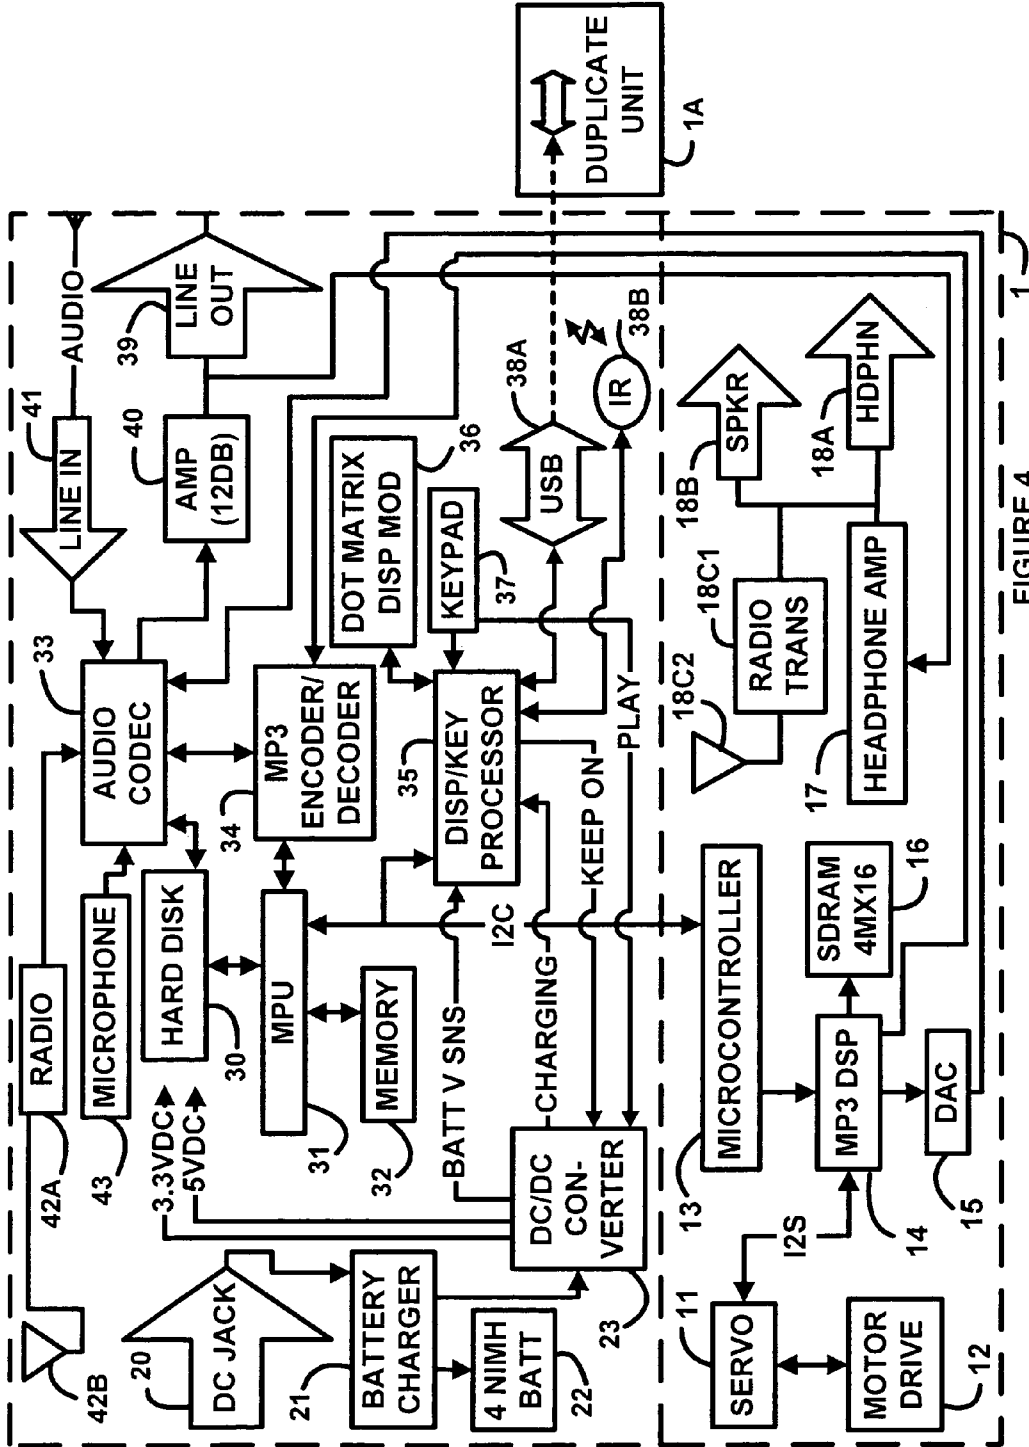 42B
42A
RADIO
33
41
LINE IN
AUDIO
43
MICROPHONE
AUDIO
CODEC
40
AMP
(12DB)
39
LINE
OUT
20
DC JACK
3.3VDC
5VDC
HARD DISK
30
34
MP3
ENCODER/
DECODER
21
BATTERY
CHARGER
31
MPU
32
MEMORY
DOT MATRIX
DISP MOD
36
BATT V SNS
35
DISP/KEY
PROCESSOR
KEYPAD
37
38A
USB
4 NIMH
BATT
22
DC/DC
CON-
VERTER
23
I2C
CHARGING
KEEP ON
PLAY
IR
38B
DUPLICATE
UNIT
1A
11
SERVO
13
MICROCONTROLLER
18C2
18C1
RADIO
TRANS
18B
SPKR
I2S
MOTOR
DRIVE
12
MP3 DSP
14
SDRAM
4MX16
16
17
HEADPHONE AMP
18A
HDPHN
DAC
15
1
FIGURE 4